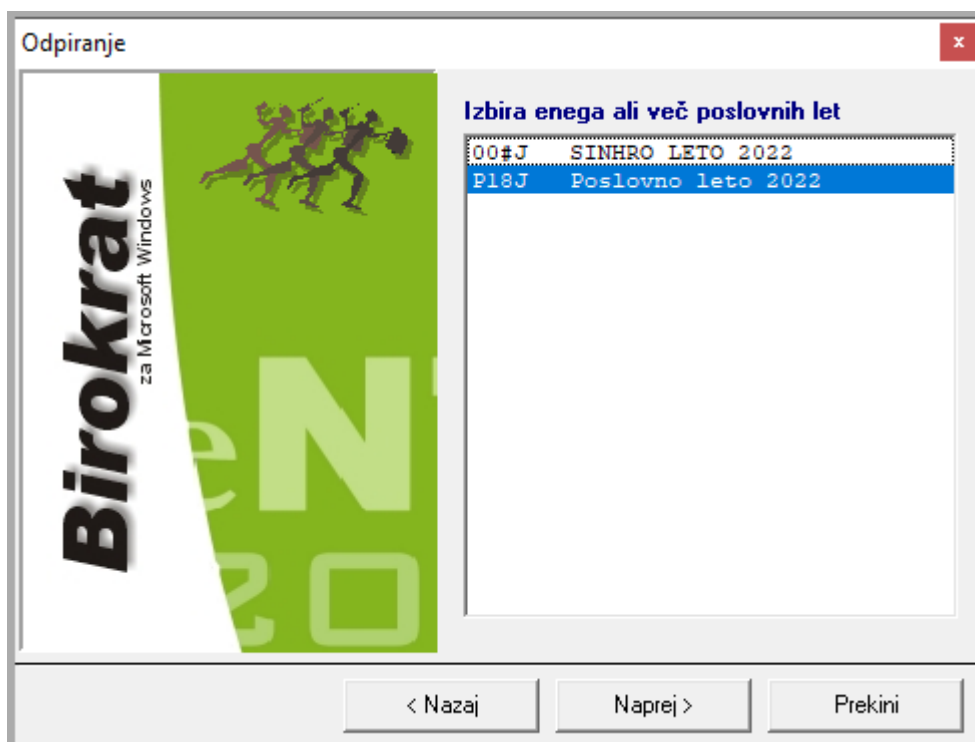 Odpiranje
x
Birokrat
za Microsoft Windows
eN
20
Izbira enega ali več poslovnih let
00#J SINHRO LETO 2022
P18J Poslovno leto 2022
< Nazaj
Naprej >
Prekini